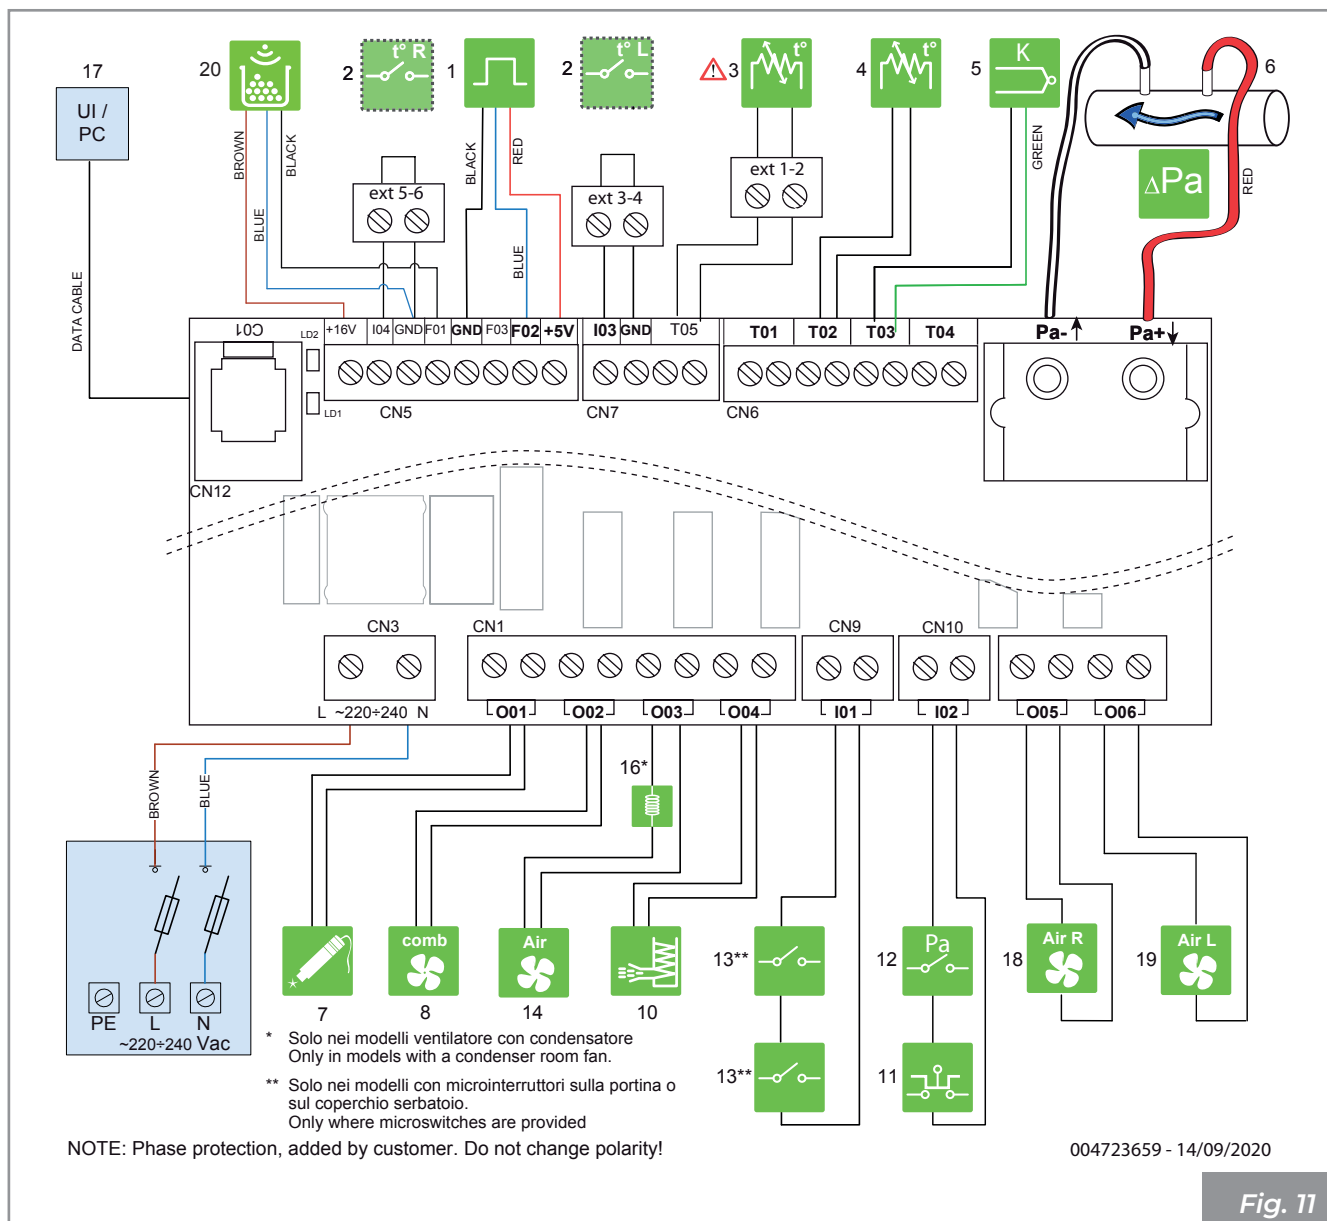 17
UI /
PC
20
2
t° R
1
2
t° L
3
t°
4
t°
5
K
6
ΔPa
BROWN
BLUE
BLACK
BLACK
RED
BLUE
GREEN
RED
DATA CABLE
ext 5-6
ext 3-4
ext 1-2
C01
LD2
LD1
+16V
I04
GND
F01
GND
F03
F02
+5V
I03
GND
T05
T01
T02
T03
T04
Pa-
Pa+
CN12
CN5
CN7
CN6
CN3
CN1
CN9
CN10
L ~220÷240 N
O01
O02
O03
O04
I01
I02
O05
O06
BROWN
BLUE
16*
comb
Air
13**
12
Pa
18
Air R
19
Air L
7
8
14
10
13**
11
PE
L
N
~220÷240 Vac
* Solo nei modelli ventilatore con condensatore
Only in models with a condenser room fan.
** Solo nei modelli con microinterruttori sulla portina o
sul coperchio serbatoio.
Only where microswitches are provided
NOTE: Phase protection, added by customer. Do not change polarity!
004723659 - 14/09/2020
Fig. 11